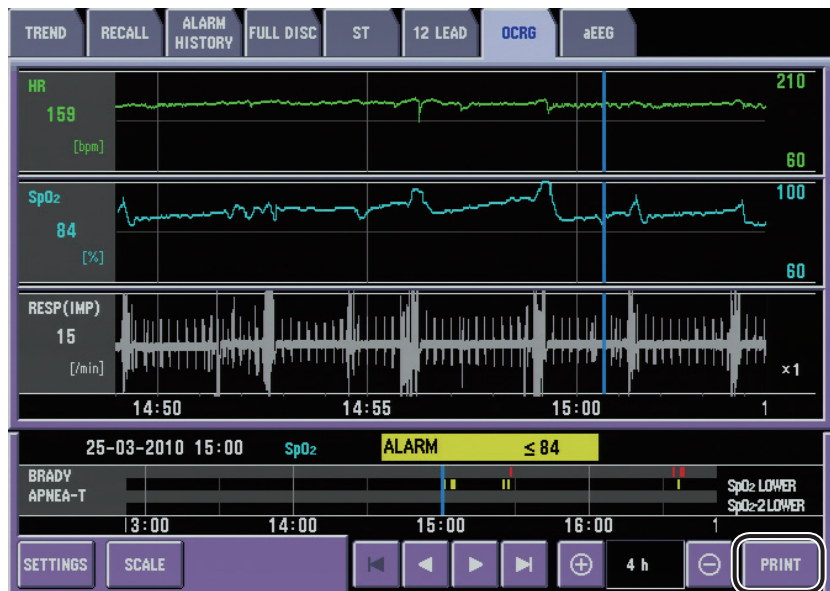 TREND RECALL ALARM HISTORY FULL DISC ST 12 LEAD OCRG aEEG
HR 210
159
[bpm]
60
SpO2 100
84
[%]
60
RESP(IMP)
15
[/min] ×1
14:50 14:55 15:00 1
25-03-2010 15:00 SpO2 ALARM ≤ 84
BRADY
APNEA-T
SpO2 LOWER
SpO2-2 LOWER
13:00 14:00 15:00 16:00 1
SETTINGS SCALE 4 h PRINT